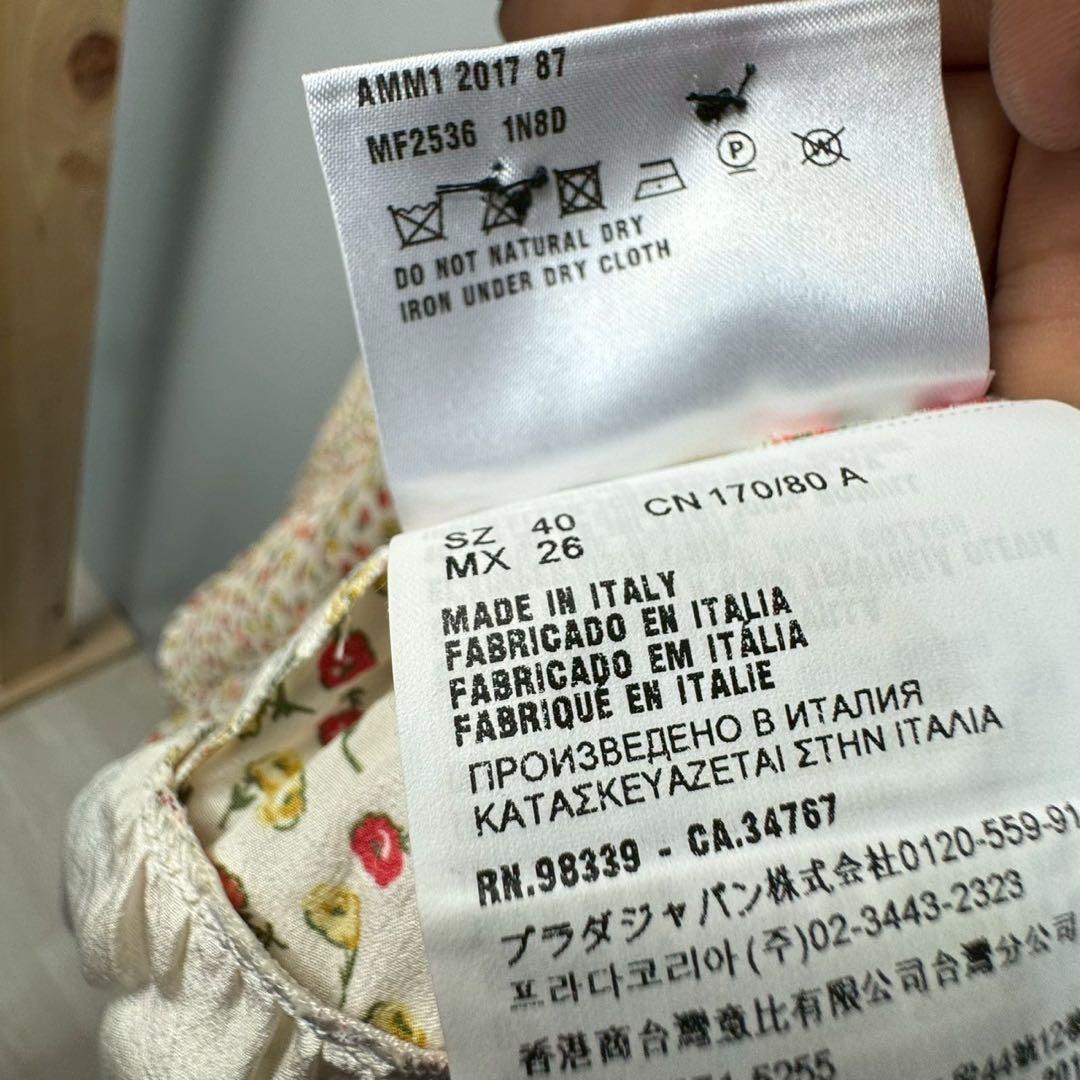 AMM1 2017 87
MF2536 1N8D
P
W
DO NOT NATURAL DRY
IRON UNDER DRY CLOTH
SZ 40 CN 170/80 A
MX 26
MADE IN ITALY
FABRICADO EN ITALIA
FABRICADO EM ITÁLIA
FABRIQUÉ EN ITALIE
ПРОИЗВЕДЕНО В ИТАЛИЯ
ΚΑΤΑΣΚΕΥΑΖΕΤΑΙ ΣΤΗΝ ΙΤΑΛΙΑ
RN.98339 - CA.34767
プラダジャパン株式会社0120-559-91
프라다코리아(주)02-3443-2323
香港商台灣壹比有限公司台灣分公司
5255